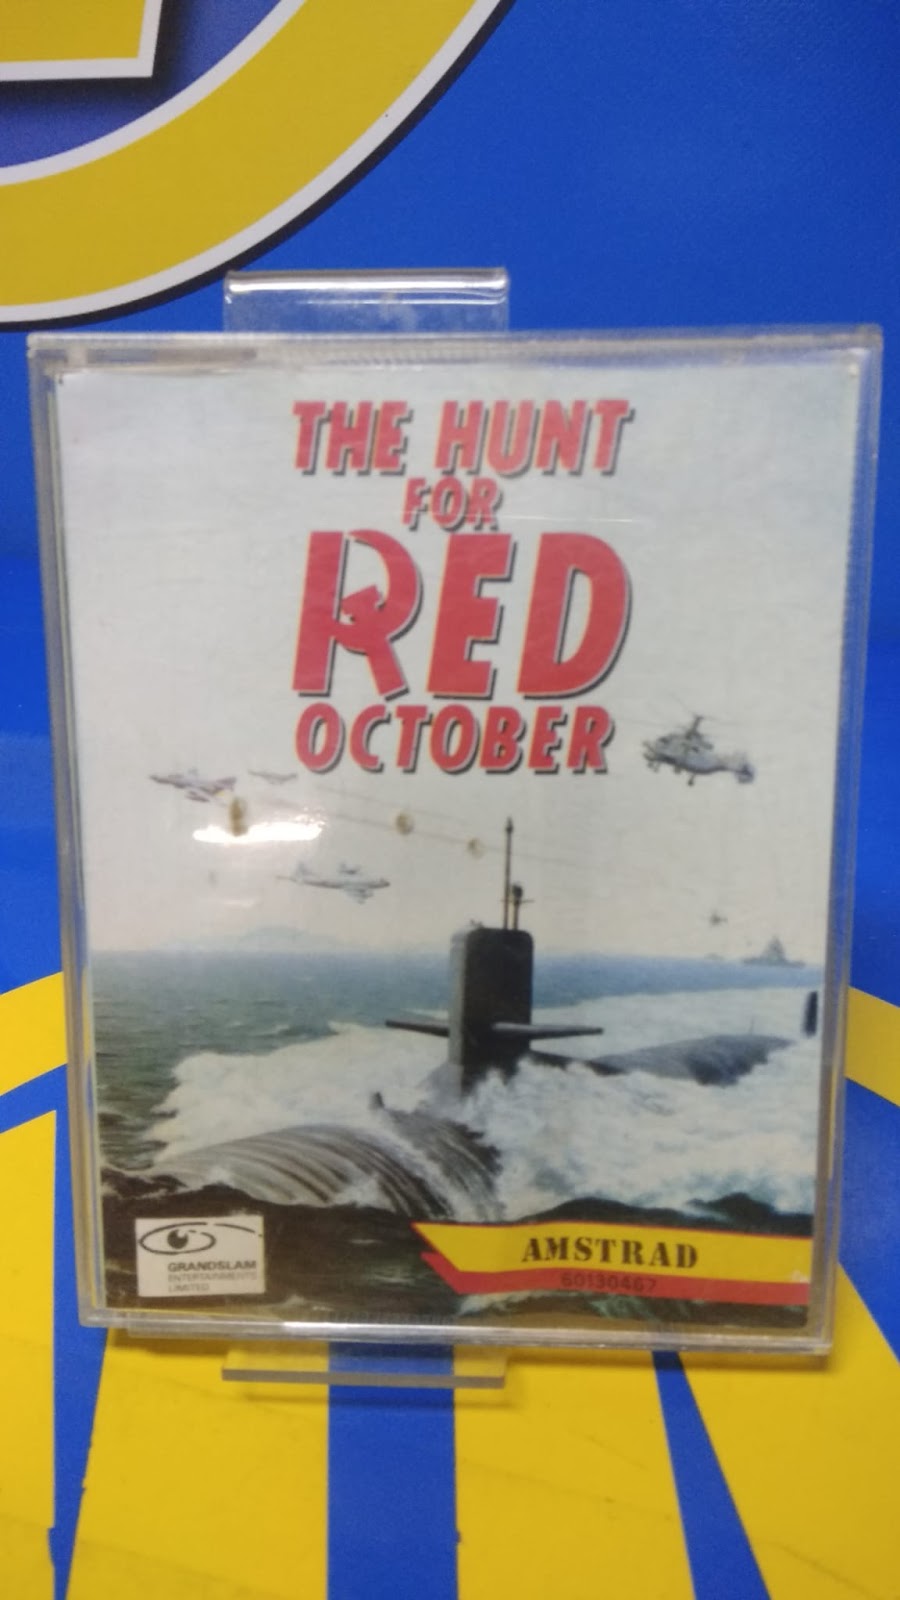 THE HUNT
FOR
RED
OCTOBER
AMSTRAD
60130467
GRANDSLAM
ENTERTAINMENTS
LIMITED